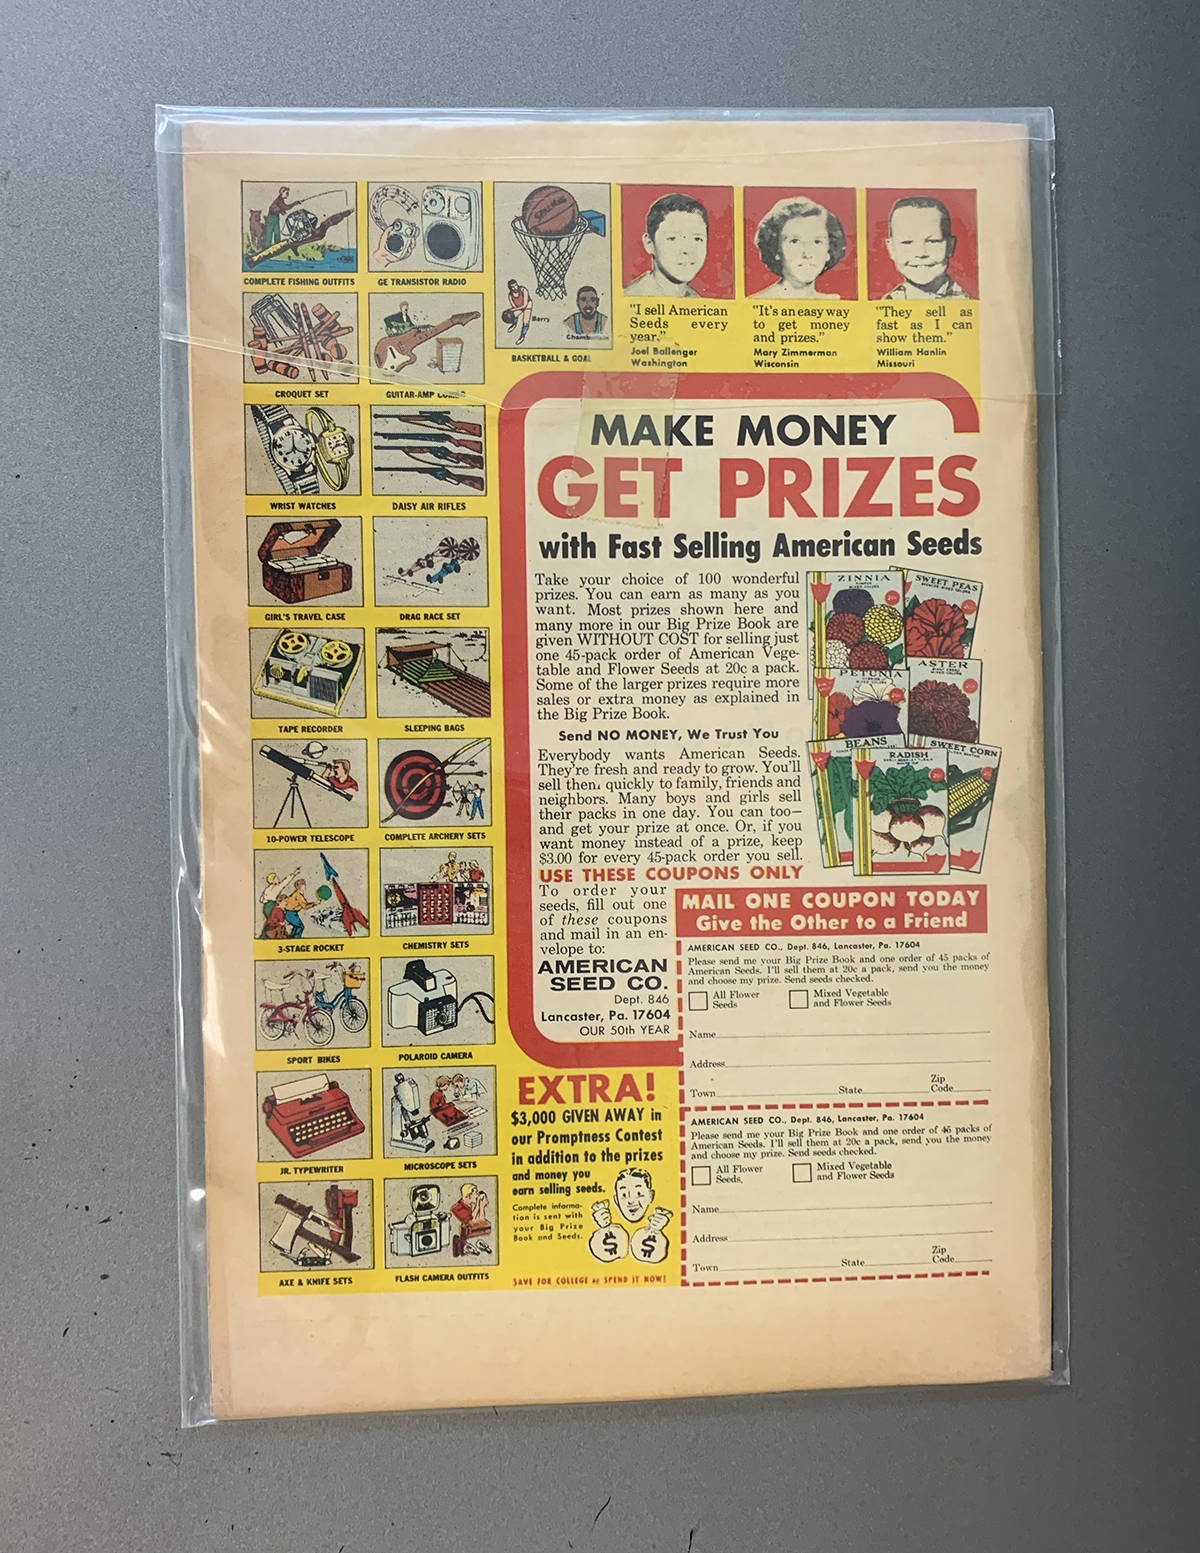 COMPLETE FISHING OUTFITS
GE TRANSISTOR RADIO
SPALDING
Barry
Chamberlain
BASKETBALL & GOAL
"I sell American
Seeds every
year."
Joel Ballenger
Washington
"It's an easy way
to get money
and prizes."
Mary Zimmerman
Wisconsin
"They sell as
fast as I can
show them."
William Hanlin
Missouri
CROQUET SET
GUITAR-AMP COMBO
WRIST WATCHES
DAISY AIR RIFLES
GIRL'S TRAVEL CASE
DRAG RACE SET
TAPE RECORDER
SLEEPING BAGS
10-POWER TELESCOPE
COMPLETE ARCHERY SETS
3-STAGE ROCKET
CHEMISTRY SETS
SPORT BIKES
POLAROID CAMERA
JR. TYPEWRITER
MICROSCOPE SETS
AXE & KNIFE SETS
FLASH CAMERA OUTFITS
MAKE MONEY
GET PRIZES
with Fast Selling American Seeds
Take your choice of 100 wonderful
prizes. You can earn as many as you
want. Most prizes shown here and
many more in our Big Prize Book are
given WITHOUT COST for selling just
one 45-pack order of American Vege-
table and Flower Seeds at 20c a pack.
Some of the larger prizes require more
sales or extra money as explained in
the Big Prize Book.
Send NO MONEY, We Trust You
Everybody wants American Seeds.
They're fresh and ready to grow. You'll
sell them quickly to family, friends and
neighbors. Many boys and girls sell
their packs in one day. You can too—
and get your prize at once. Or, if you
want money instead of a prize, keep
$3.00 for every 45-pack order you sell.
USE THESE COUPONS ONLY
To order your
seeds, fill out one
of these coupons
and mail in an en-
velope to:
AMERICAN
SEED CO.
Dept. 846
Lancaster, Pa. 17604
OUR 50th YEAR
ZINNIA
MIXED COLORS
SWEET PEAS
MIXED COLORS
PETUNIA
MIXED COLORS
ASTER
MIXED COLORS
BEANS
RADISH
SWEET CORN
MAIL ONE COUPON TODAY
Give the Other to a Friend
AMERICAN SEED CO., Dept. 846, Lancaster, Pa. 17604
Please send me your Big Prize Book and one order of 45 packs of
American Seeds. I'll sell them at 20c a pack, send you the money
and choose my prize. Send seeds checked.
All Flower
Seeds
Mixed Vegetable
and Flower Seeds
Name
Address
Town State Zip
Code
AMERICAN SEED CO., Dept. 846, Lancaster, Pa. 17604
Please send me your Big Prize Book and one order of 45 packs of
American Seeds. I'll sell them at 20c a pack, send you the money
and choose my prize. Send seeds checked.
All Flower
Seeds,
Mixed Vegetable
and Flower Seeds
Name
Address
Town State Zip
Code
EXTRA!
$3,000 GIVEN AWAY in
our Promptness Contest
in addition to the prizes
and money you
earn selling seeds.
Complete informa-
tion is sent with
your Big Prize
Book and Seeds.
$ $
SAVE FOR COLLEGE or SPEND IT NOW!